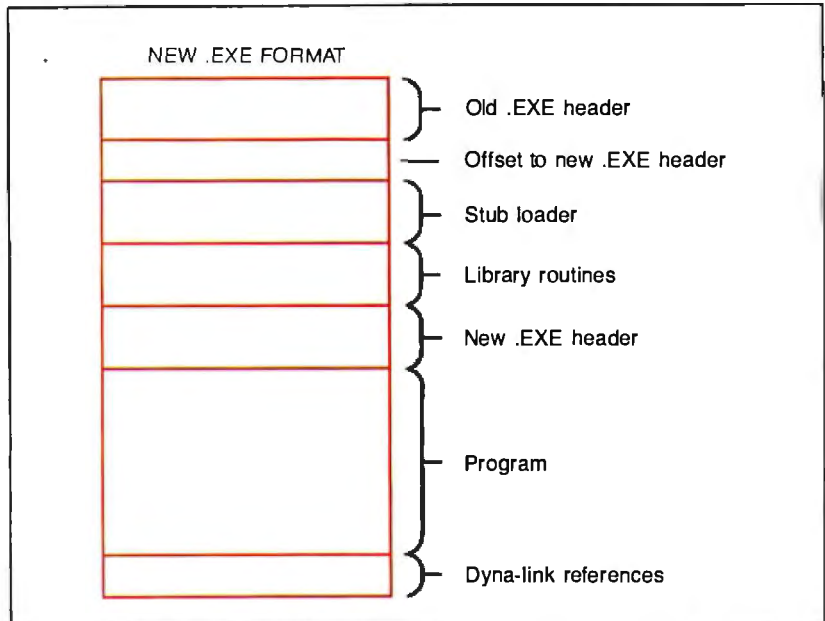 NEW .EXE FORMAT
Old .EXE header
Offset to new .EXE header
Stub loader
Library routines
New .EXE header
Program
Dyna-link references